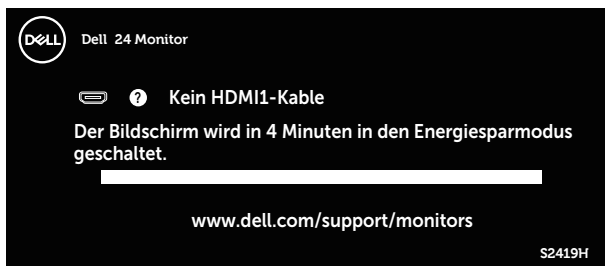 DELL Dell 24 Monitor
? Kein HDMI1-Kable
Der Bildschirm wird in 4 Minuten in den Energiesparmodus
geschaltet.
www.dell.com/support/monitors
S2419H